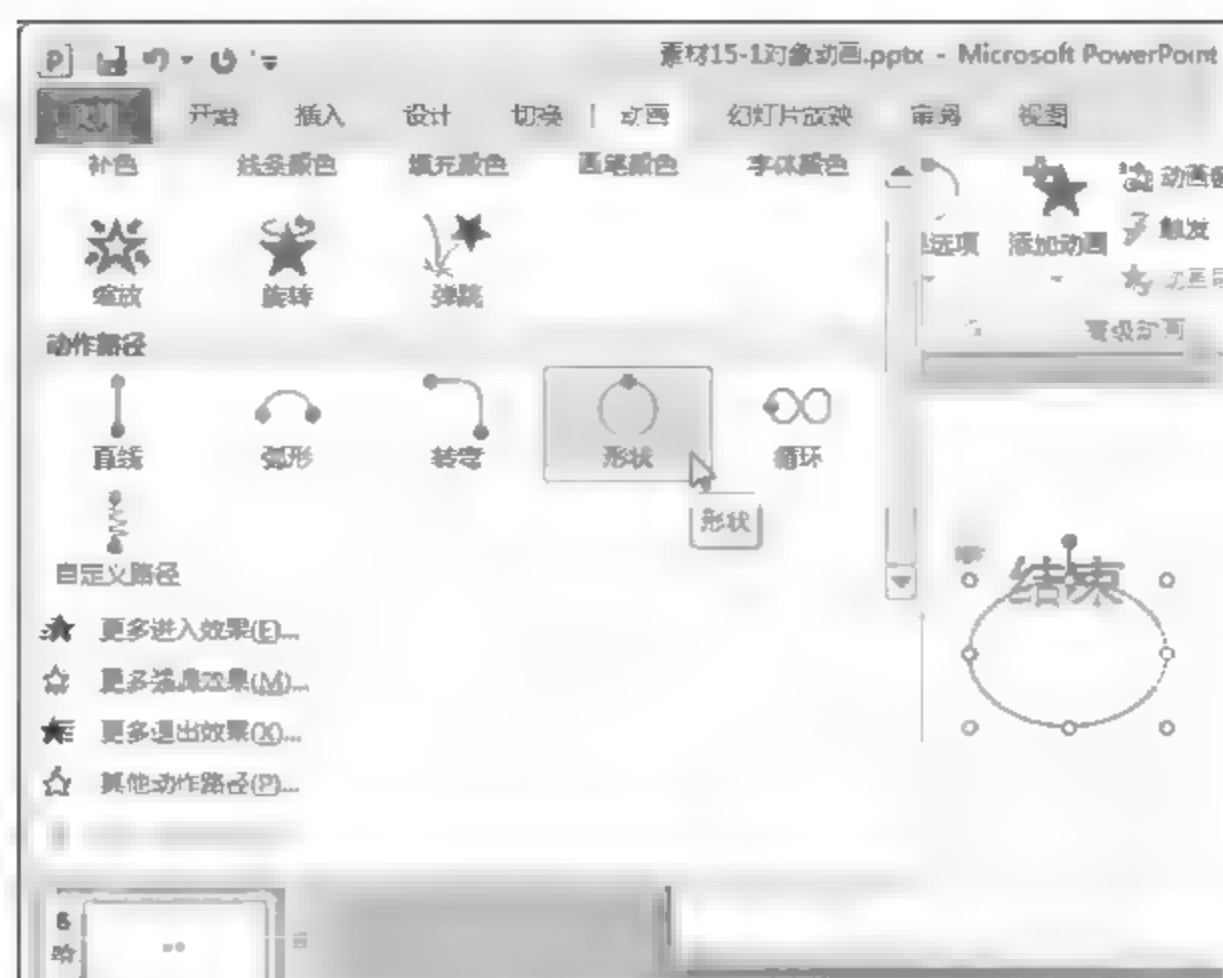 素材15-1对象动画.pptx - Microsoft PowerPoint
开始 插入 设计 切换 动画 幻灯片放映 审阅 视图
补色 线条颜色 填充颜色 画笔颜色 字体颜色
添加动画 触发
缩放 旋转 弹跳
高级动画
动作路径
直线 弧形 转弯 形状 循环
形状
自定义路径
结束
更多进入效果(E)...
更多强调效果(M)...
更多退出效果(X)...
其他动作路径(P)...
6